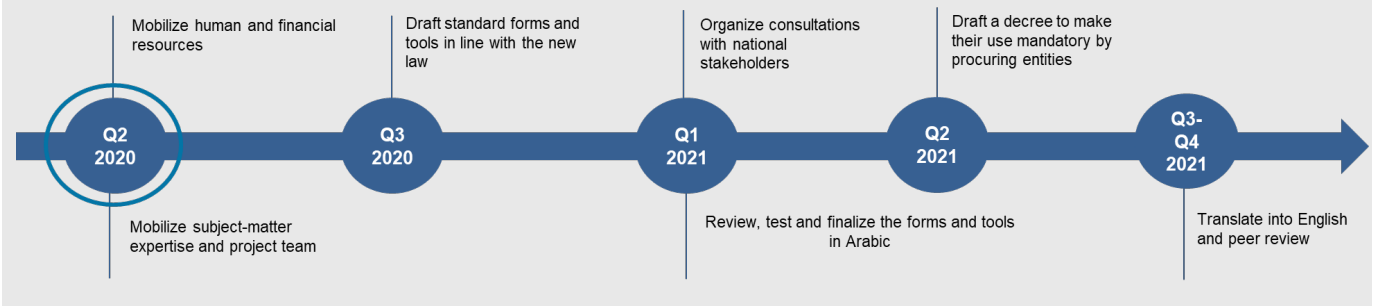 Mobilize human and financial
resources
Draft standard forms and
tools in line with the new
law
Organize consultations
with national
stakeholders
Draft a decree to make
their use mandatory by
procuring entities
Q2
2020
Q3
2020
Q1
2021
Q2
2021
Q3-
Q4
2021
Mobilize subject-matter
expertise and project team
Review, test and finalize the forms and tools
in Arabic
Translate into English
and peer review